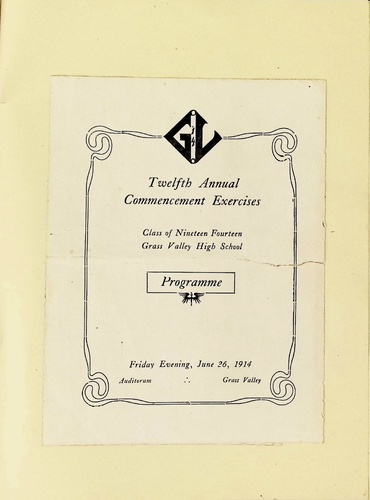 G L
14
Twelfth Annual
Commencement Exercises
Class of Nineteen Fourteen
Grass Valley High School
Programme
Friday Evening, June 26, 1914
Auditorum ∴ Grass Valley